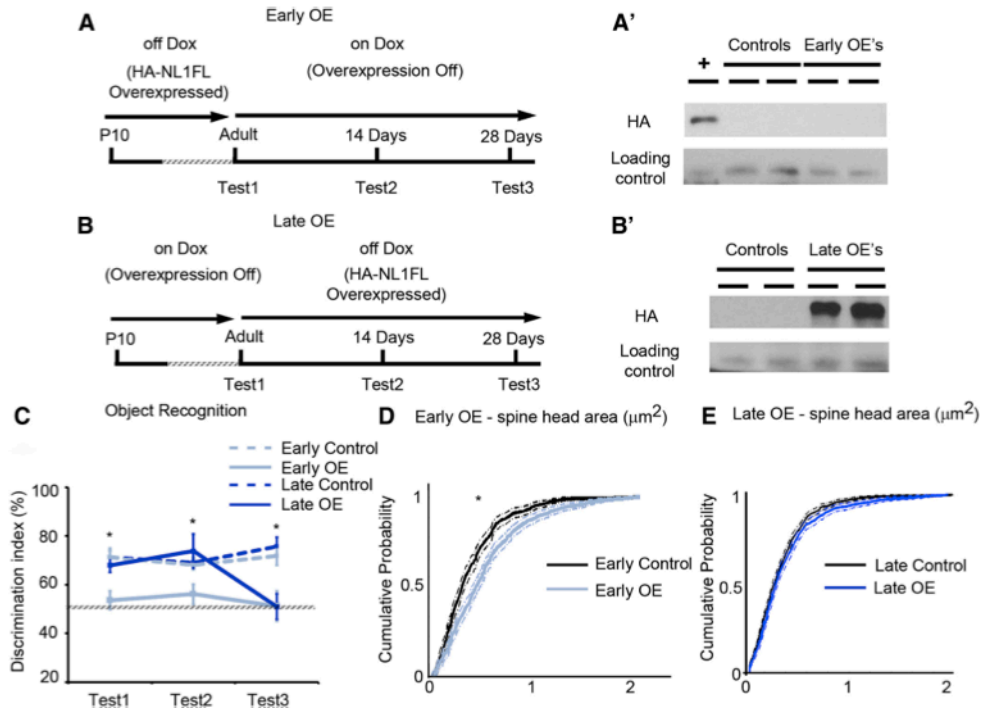 A
Early OE
off Dox
on Dox
(HA-NL1FL
Overexpressed)
(Overexpression Off)
P10
Adult
14 Days
28 Days
Test1
Test2
Test3
A'
Controls
Early OE's
+
HA
Loading
control
B
Late OE
on Dox
off Dox
(Overexpression Off)
(HA-NL1FL
Overexpressed)
P10
Adult
14 Days
28 Days
Test1
Test2
Test3
B'
Controls
Late OE's
HA
Loading
control
C
Object Recognition
Early Control
Early OE
Late Control
Late OE
Discrimination index (%)
100
80
60
40
20
*
*
*
Test1
Test2
Test3
D
Early OE - spine head area (μm²)
Cumulative Probability
1
0.5
0
*
Early Control
Early OE
0
1
2
E
Late OE - spine head area (μm²)
Cumulative Probability
1
0.5
0
Late Control
Late OE
0
1
2